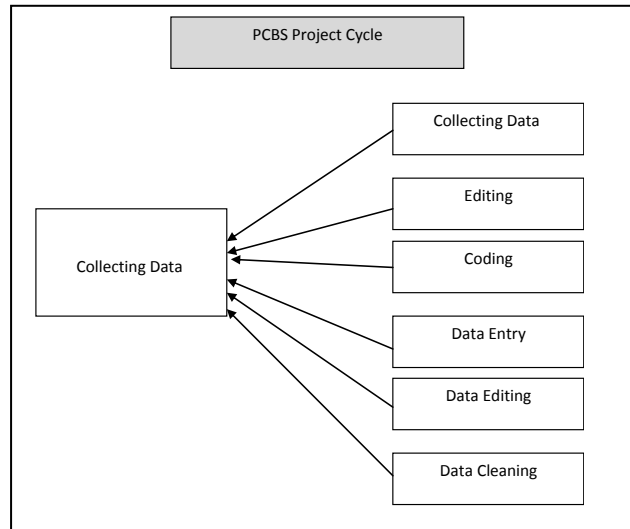 PCBS Project Cycle
Collecting Data
Editing
Collecting Data
Coding
Data Entry
Data Editing
Data Cleaning